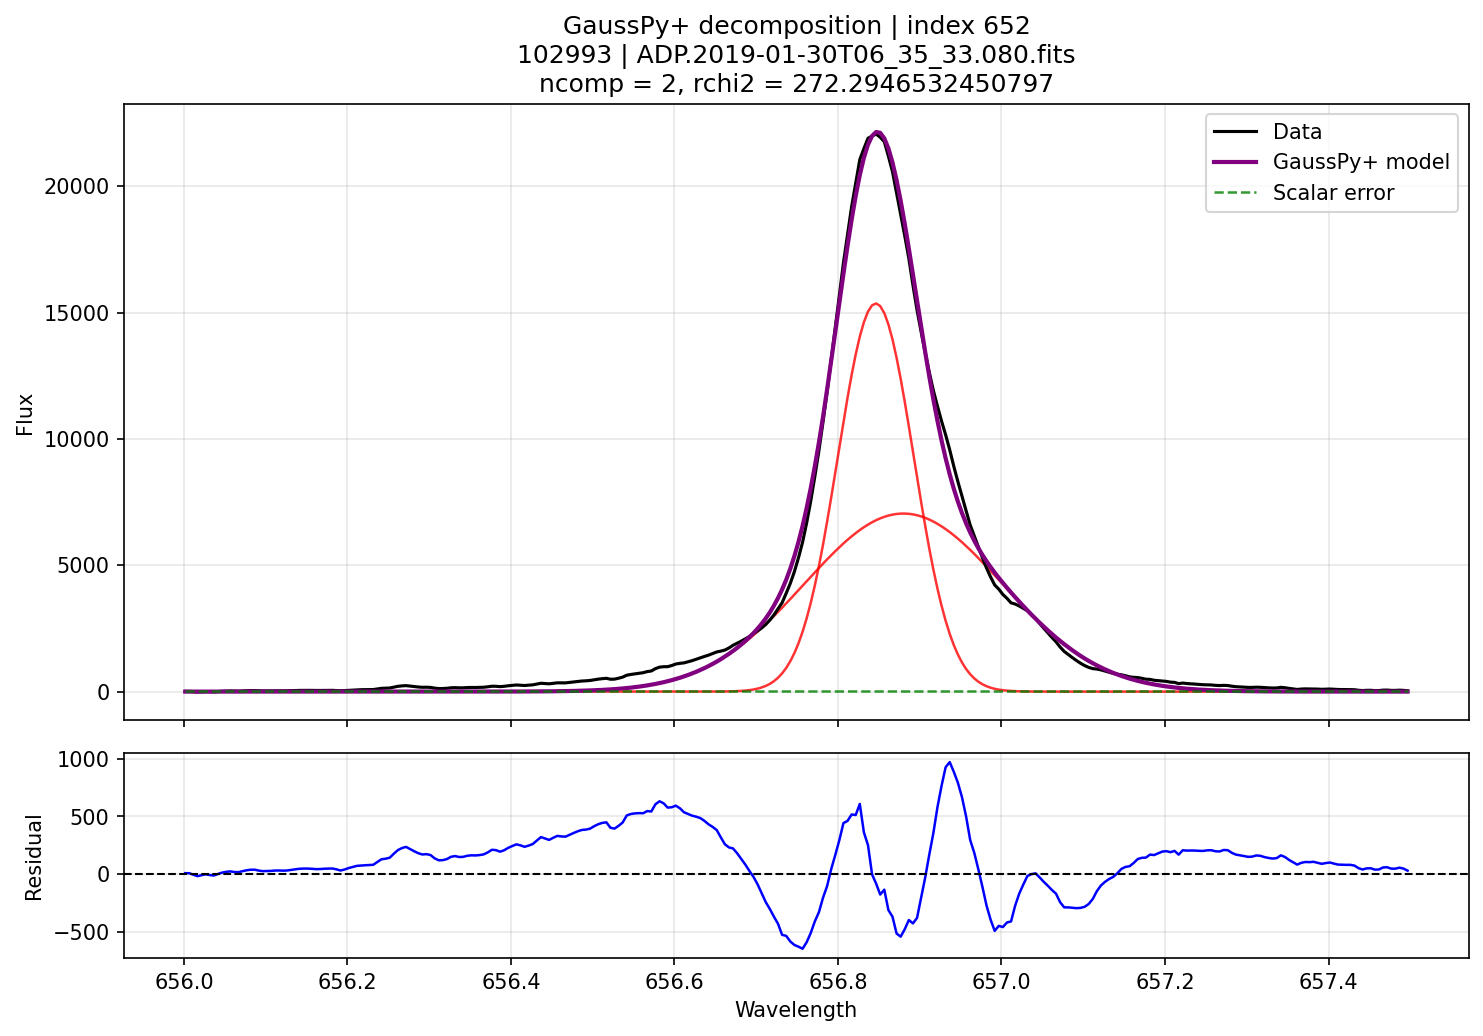 GaussPy+ decomposition | index 652
102993 | ADP.2019-01-30T06_35_33.080.fits
ncomp = 2, rchi2 = 272.2946532450797
Data
GaussPy+ model
Scalar error
Flux
20000
15000
10000
5000
0
Residual
1000
500
0
−500
656.0 656.2 656.4 656.6 656.8 657.0 657.2 657.4
Wavelength